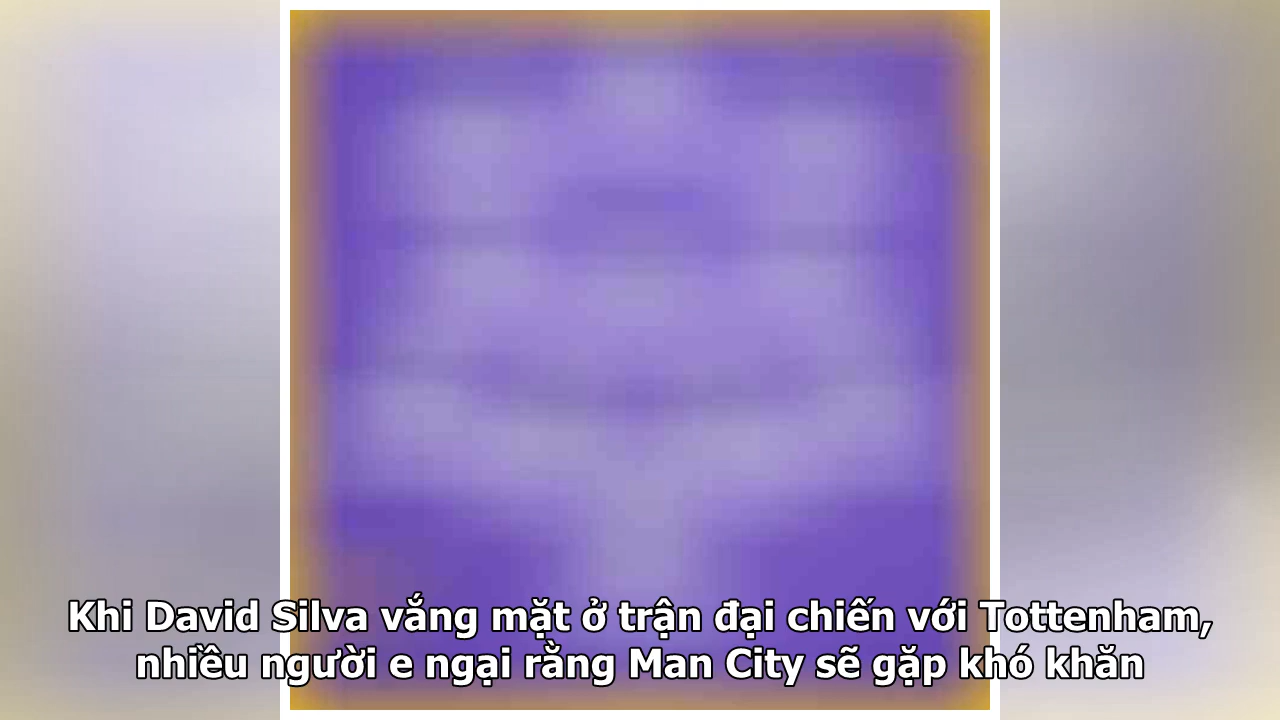 Khi David Silva vắng mặt ở trận đại chiến với Tottenham,
nhiều người e ngại rằng Man City sẽ gặp khó khăn